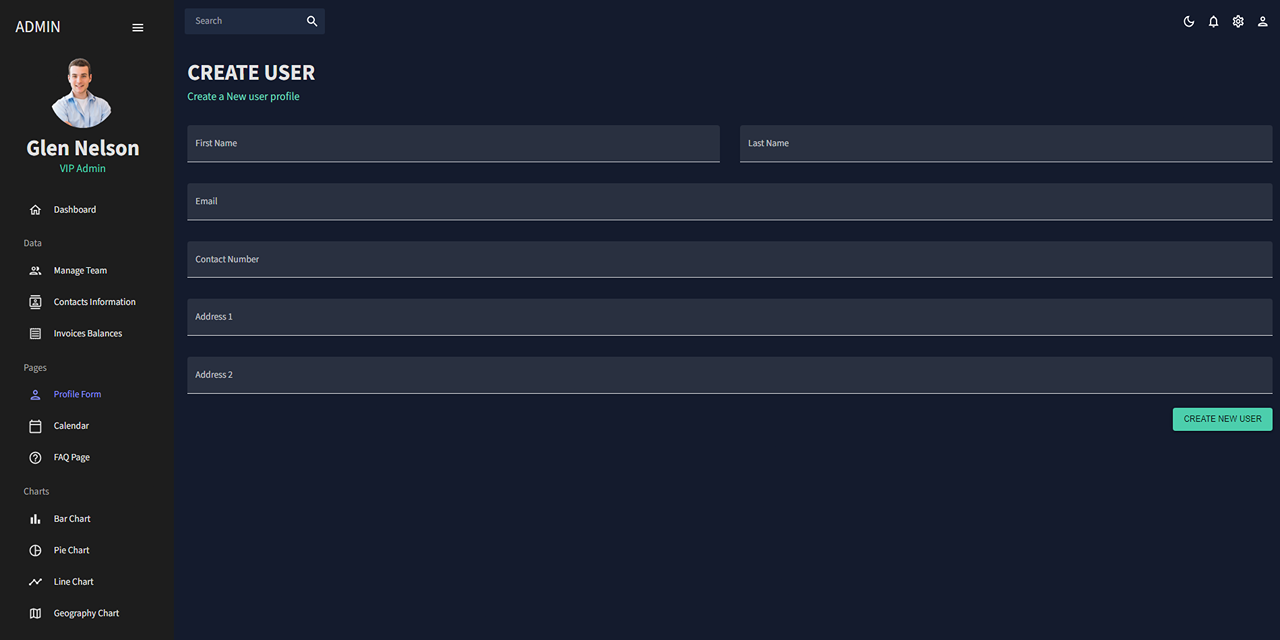 ADMIN
Glen Nelson
VIP Admin
Dashboard
Data
Manage Team
Contacts Information
Invoices Balances
Pages
Profile Form
Calendar
FAQ Page
Charts
Bar Chart
Pie Chart
Line Chart
Geography Chart
Search
CREATE USER
Create a New user profile
First Name
Last Name
Email
Contact Number
Address 1
Address 2
CREATE NEW USER